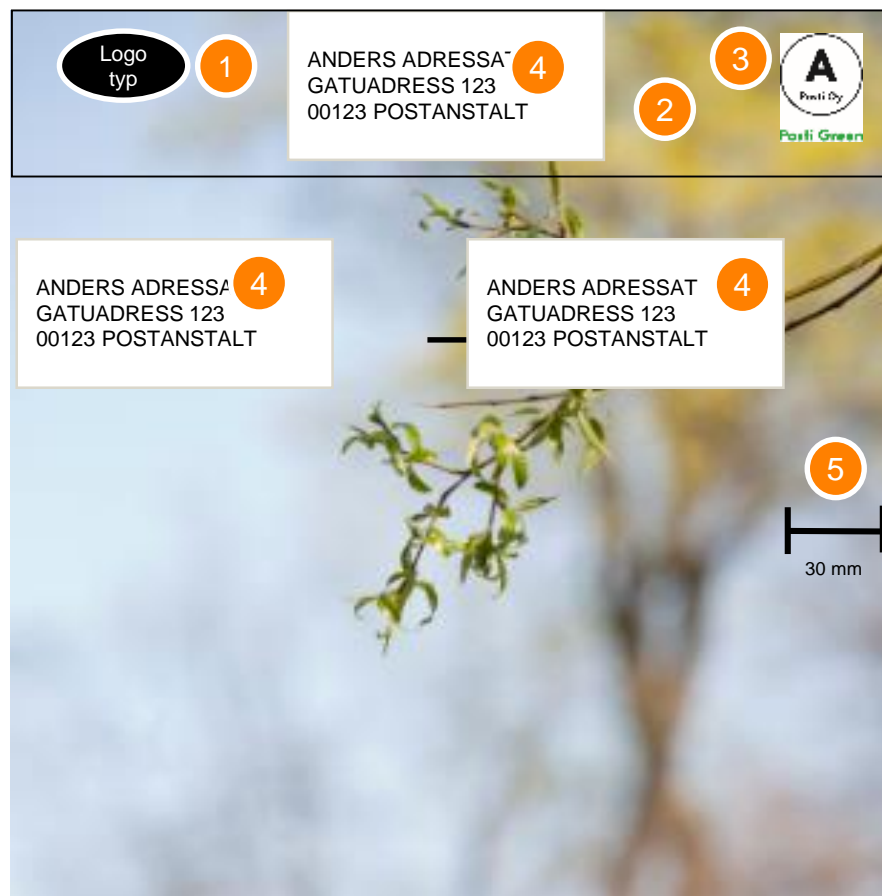 Logo
typ
1
ANDERS ADRESSAT
GATUADRESS 123
00123 POSTANSTALT
4
2
3
A
Posti Oy
Posti Green
ANDERS ADRESSAT
GATUADRESS 123
00123 POSTANSTALT
4
ANDERS ADRESSAT
GATUADRESS 123
00123 POSTANSTALT
4
5
30 mm